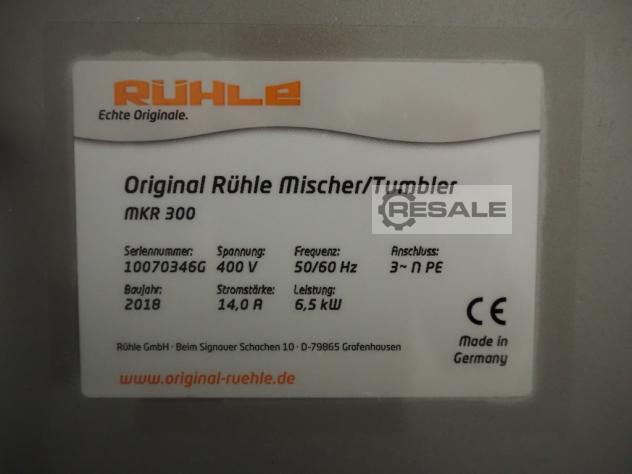 RÜHLE
Echte Originale.
Original Rühle Mischer/Tumbler
MKR 300
RESALE
Seriennummer: Spannung: Frequenz: Anschluss:
10070346G 400 V 50/60 Hz 3~ N PE
Baujahr: Stromstärke: Leistung:
2018 14,0 A 6,5 kW
CE
Rühle GmbH · Beim Signauer Schachen 10 · D-79865 Grafenhausen
Made in
Germany
www.original-ruehle.de